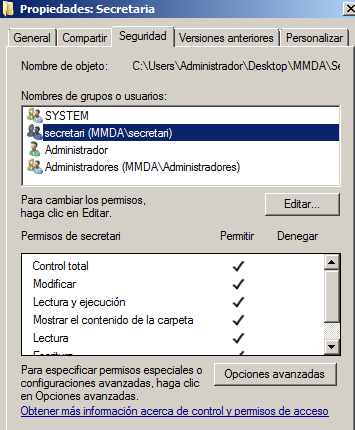 Propiedades: Secretaria
General Compartir Seguridad Versiones anteriores Personalizar
Nombre de objeto: C:\Users\Administrador\Desktop\MMDA\Se
Nombres de grupos o usuarios:
SYSTEM
secretari (MMDA\secretari)
Administrador
Administradores (MMDA\Administradores)
Para cambiar los permisos,
haga clic en Editar.
Editar...
Permisos de secretari Permitir Denegar
Control total
Modificar
Lectura y ejecución
Mostrar el contenido de la carpeta
Lectura
Escritura
Para especificar permisos especiales o
configuraciones avanzadas, haga clic
en Opciones avanzadas.
Opciones avanzadas
Obtener más información acerca de control y permisos de acceso